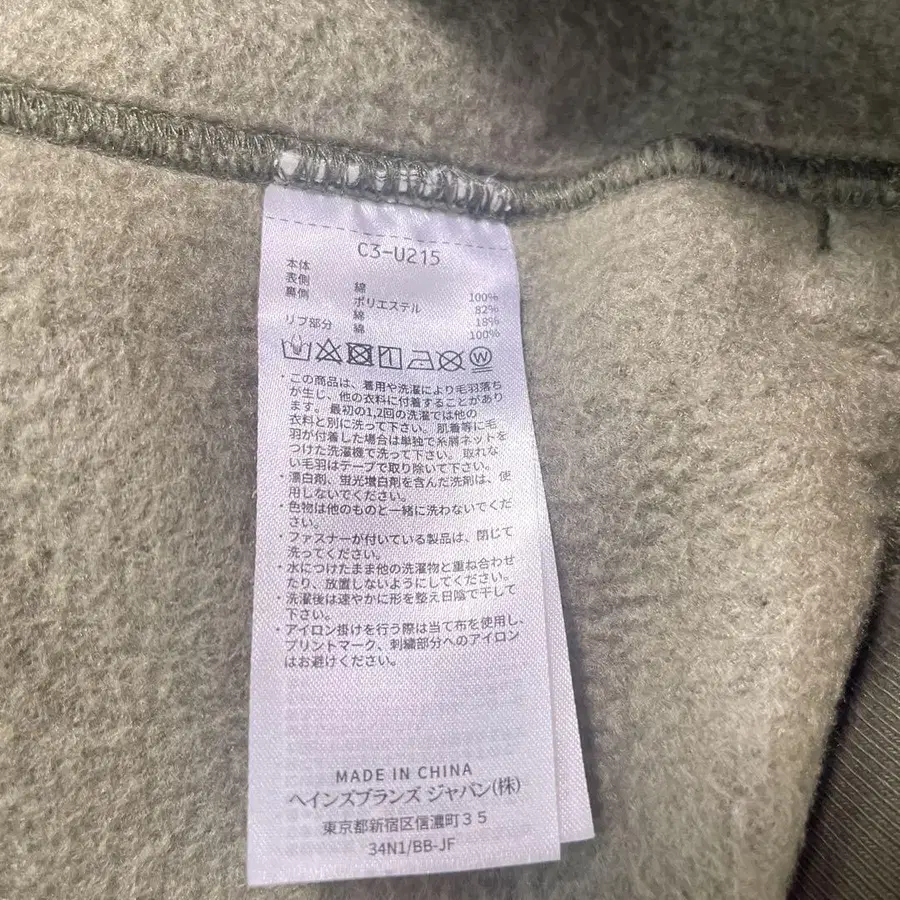 C3-U215
本体
表側 綿 100%
裏側 ポリエステル 82%
綿 18%
リブ部分 綿 100%
・この商品は、着用や洗濯により毛羽落ち
が生じ、他の衣料に付着することがあり
ます。最初の1,2回の洗濯では他の
衣料と別に洗って下さい。肌着等に毛
羽が付着した場合は単独で糸屑ネットを
つけた洗濯機で洗って下さい。取れな
い毛羽はテープで取り除いて下さい。
・漂白剤、蛍光増白剤を含んだ洗剤は、使
用しないでください。
・色物は他のものと一緒に洗わないでくだ
さい。
・ファスナーが付いている製品は、閉じて
洗ってください。
・水につけたまま他の洗濯物と重ね合わせ
たり、放置しないようにしてください。
・洗濯後は速やかに形を整え日陰で干して
下さい。
・アイロン掛けを行う際は当て布を使用し、
プリントマーク、刺繍部分へのアイロン
はお避けください。
MADE IN CHINA
ヘインズブランズ ジャパン(株)
東京都新宿区信濃町35
34N1/BB-JF